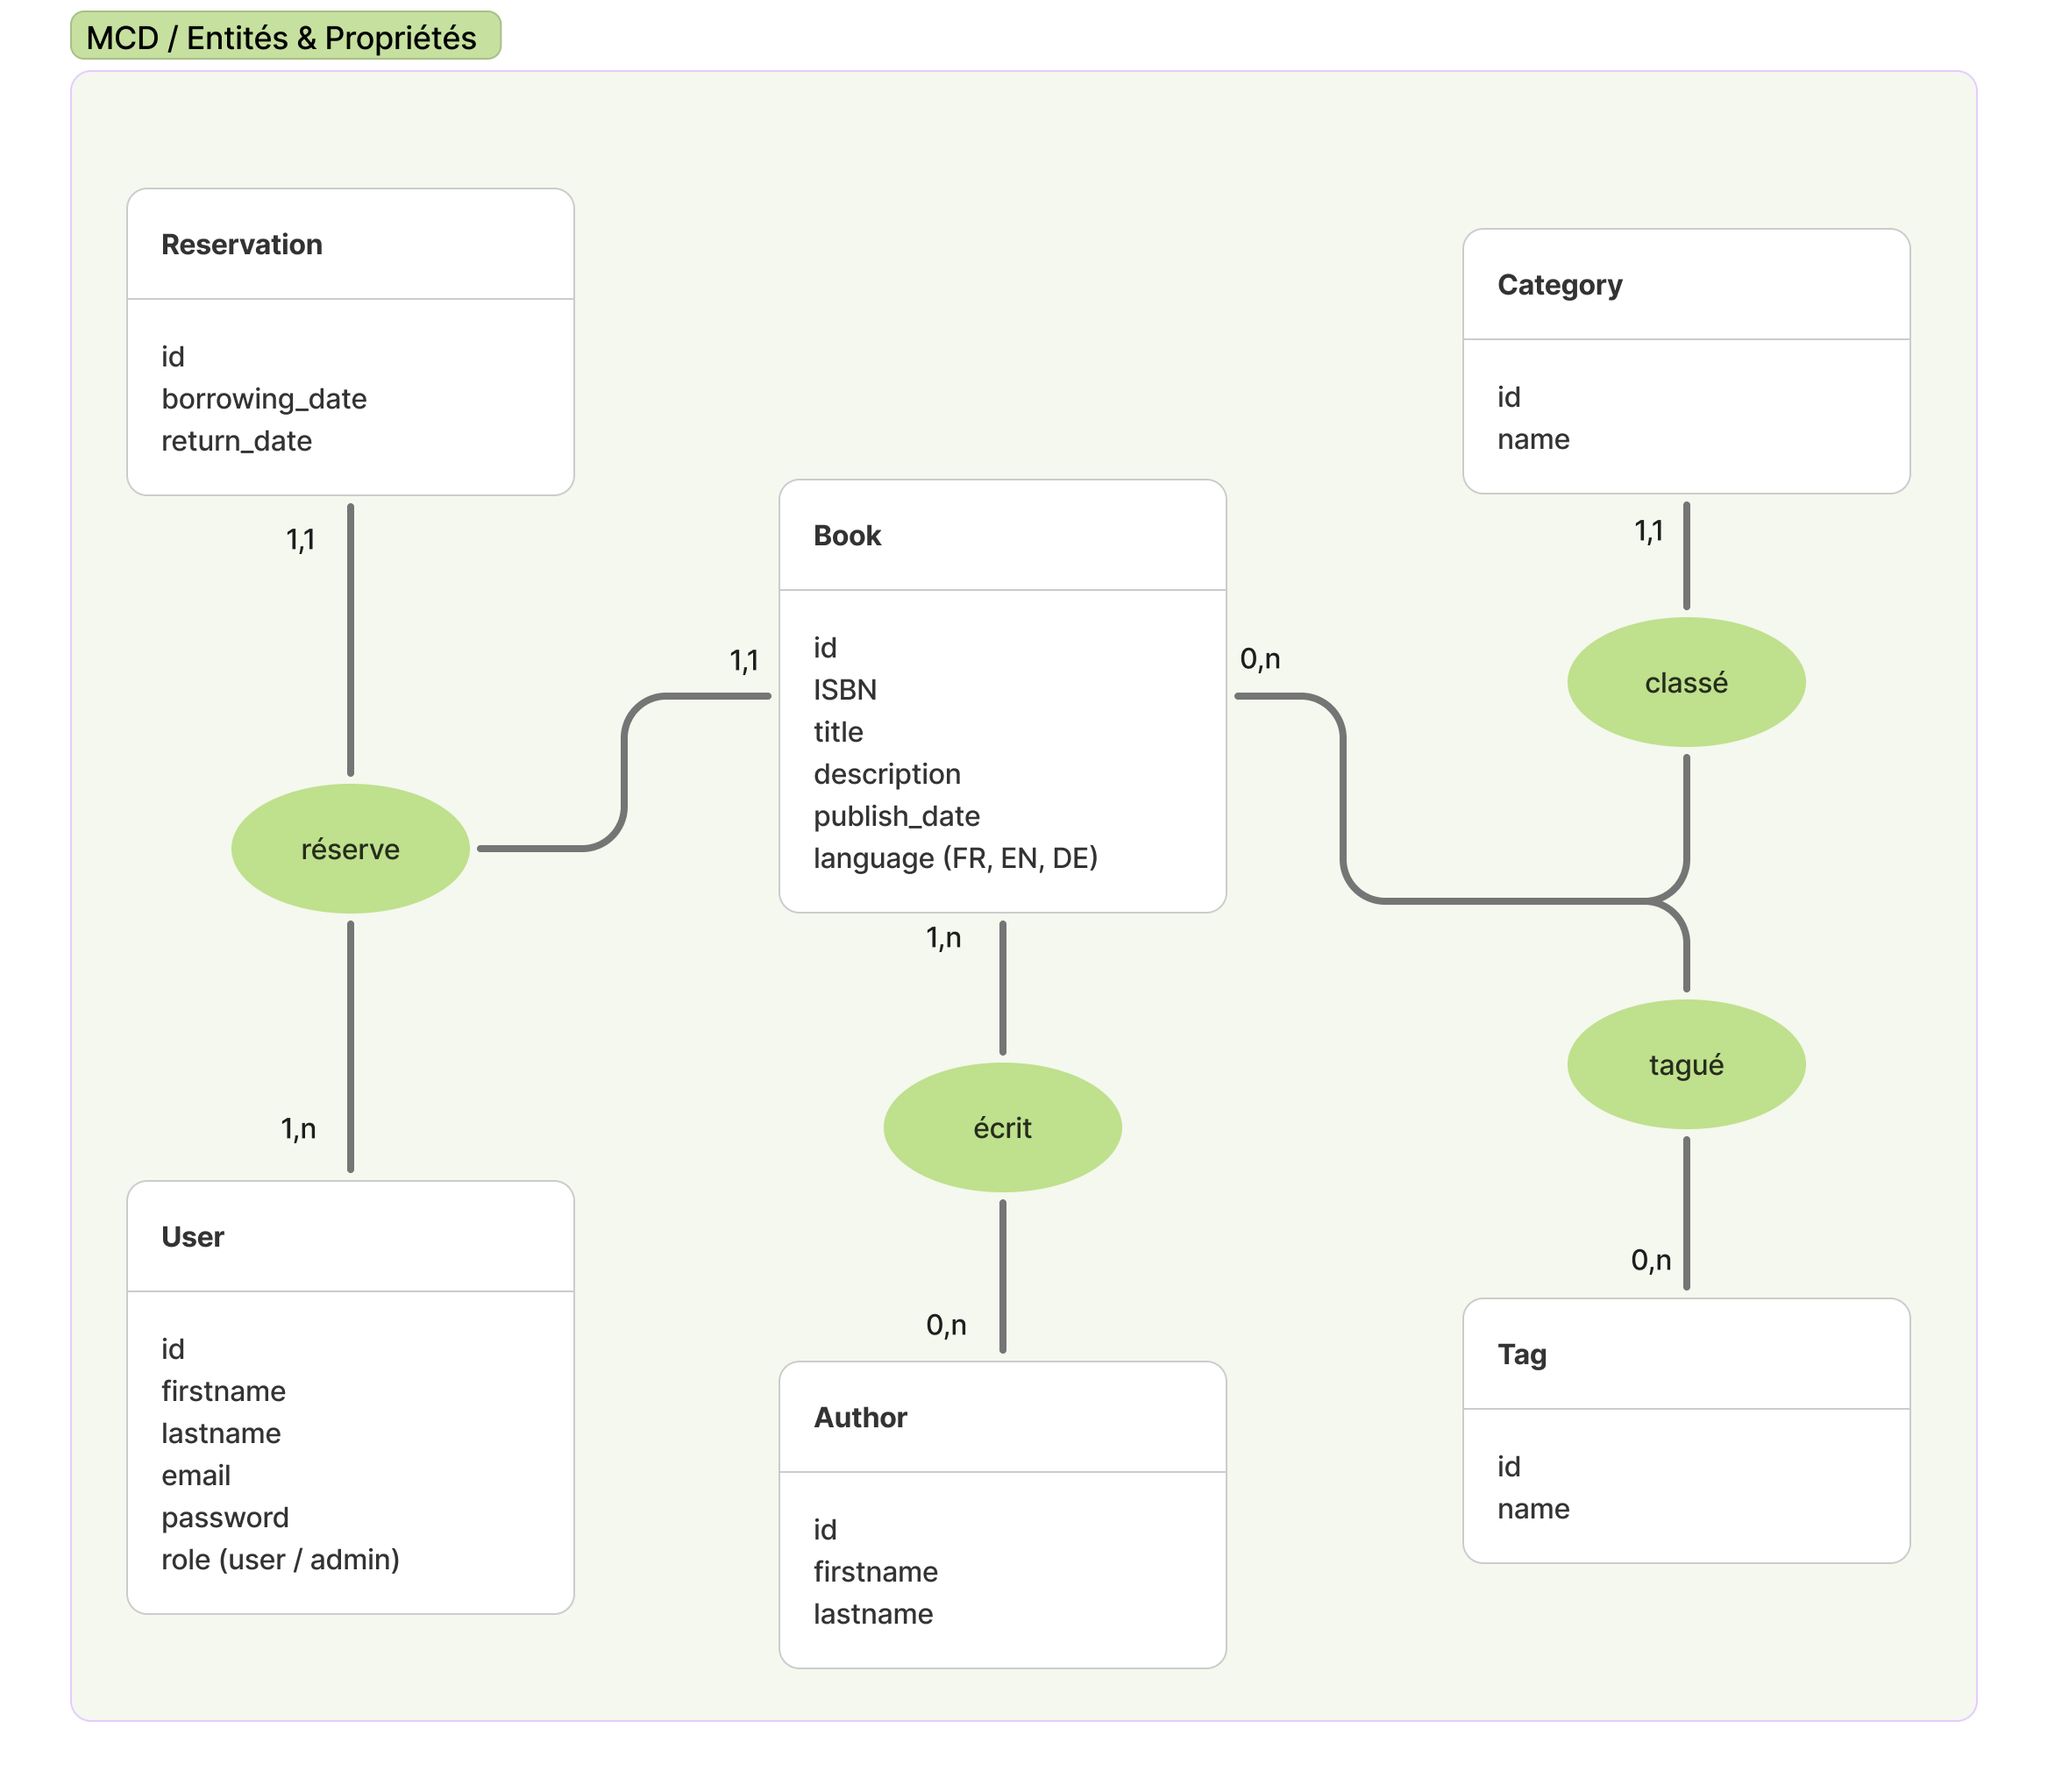 MCD / Entités & Propriétés
Reservation
id
borrowing_date
return_date
1,1
réserve
1,n
User
id
firstname
lastname
email
password
role (user / admin)
1,1
Book
id
ISBN
title
description
publish_date
language (FR, EN, DE)
1,n
écrit
0,n
Author
id
firstname
lastname
0,n
Category
id
name
1,1
classé
tagué
0,n
Tag
id
name